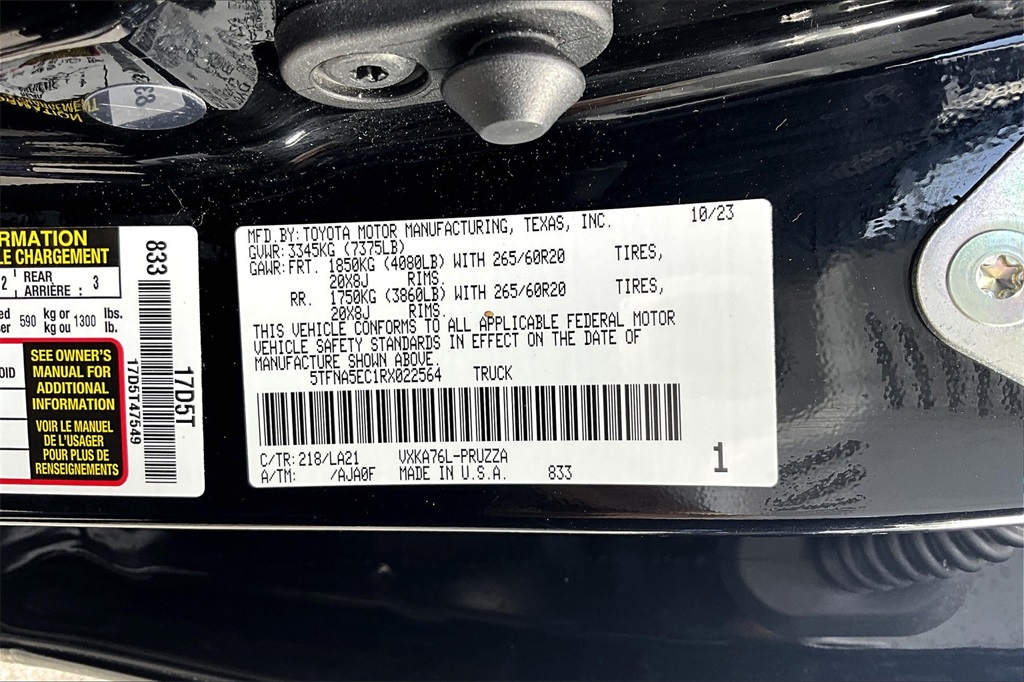 MATION
MANAGEMENT
833
ORMATION
LE CHARGEMENT
2 REAR ARRIÈRE : 3
590 kg or kg ou 1300 lbs. lb.
SEE OWNER'S
MANUAL FOR
ADDITIONAL
INFORMATION
VOIR LE MANUEL
DE L'USAGER
POUR PLUS DE
RENSEIGNEMENTS
833
17D5T47549
17D5T
MFD.BY:TOYOTA MOTOR MANUFACTURING, TEXAS, INC. 10/23
GVWR:3345KG (7375LB)
GAWR:FRT. 1850KG (4080LB) WITH 265/60R20 TIRES,
20X8J RIMS.
RR. 1750KG (3860LB) WITH 265/60R20 TIRES,
20X8J RIMS.
THIS VEHICLE CONFORMS TO ALL APPLICABLE FEDERAL MOTOR
VEHICLE SAFETY STANDARDS IN EFFECT ON THE DATE OF
MANUFACTURE SHOWN ABOVE.
5TFNA5EC1RX022564 TRUCK
C/TR:218/LA21 VXKA76L-PRUZZA
A/TM: /AJA0F MADE IN U.S.A. 833
1